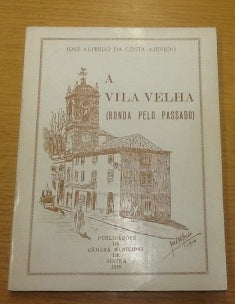 JOSÉ ALFREDO DA COSTA AZEVEDO
A
VILA VELHA
(RONDA PELO PASSADO)
PUBLICAÇÕES
DA
CÂMARA MUNICIPAL
DE
SINTRA